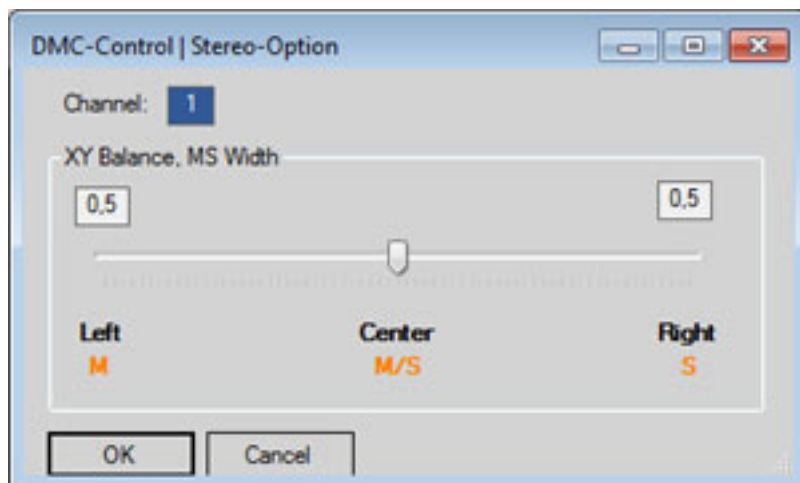 DMC-Control | Stereo-Option
Channel: 1
XY Balance, MS Width
0,5 0,5
Left Center Right
M M/S S
OK Cancel